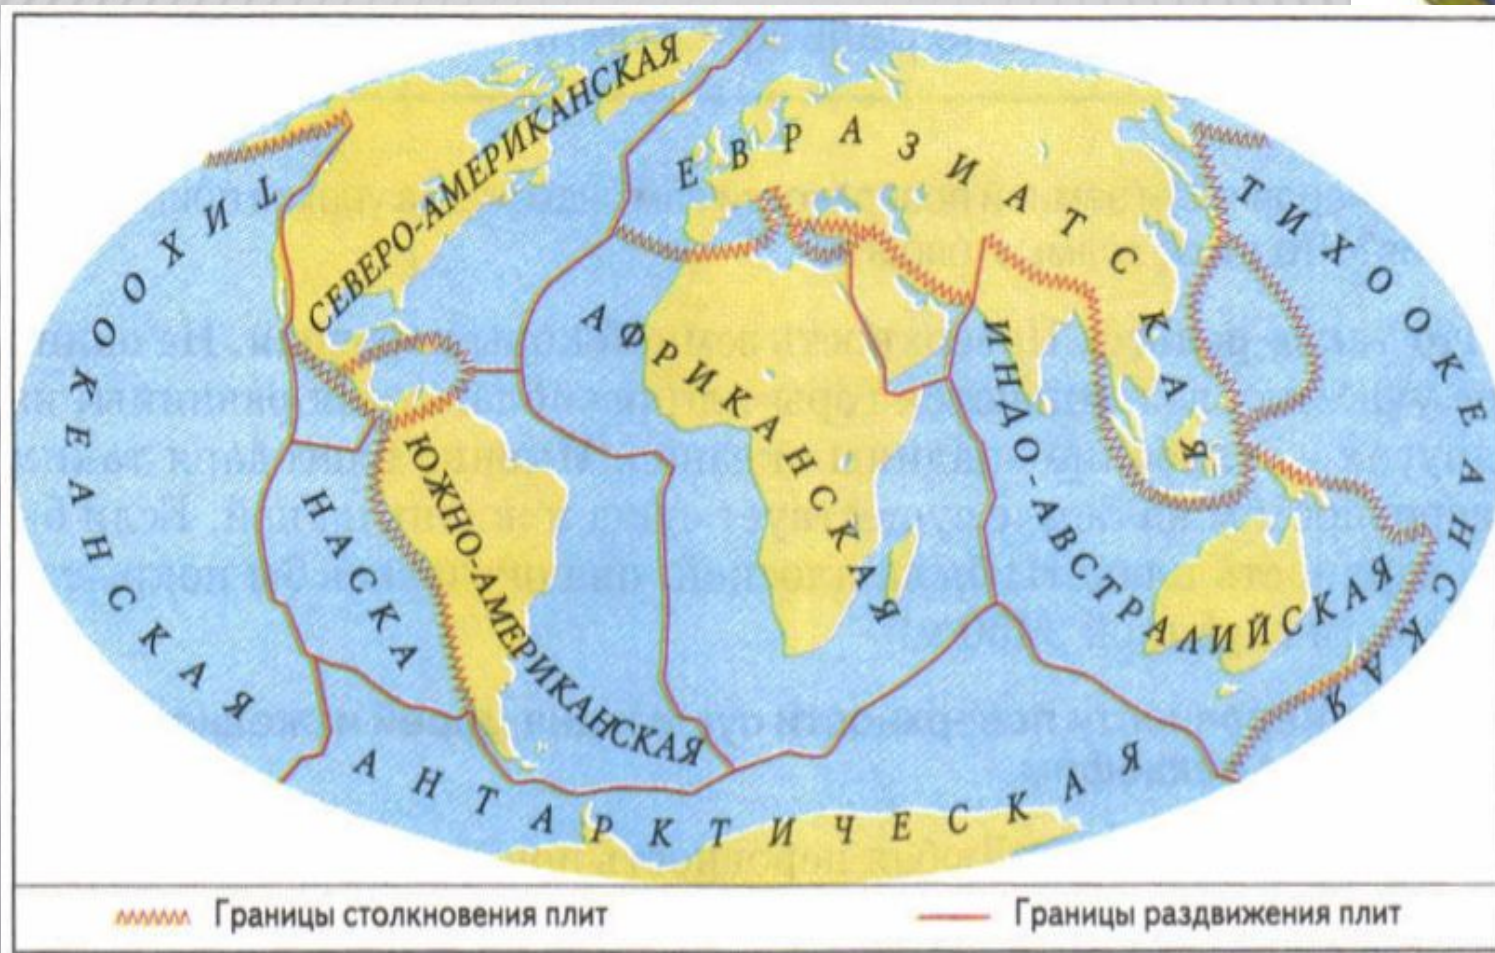 СЕВЕРО-АМЕРИКАНСКАЯ
ЕВРАЗИАТСКАЯ
ТИХООКЕАНСКАЯ
ТИХООКЕАНСКАЯ
АФРИКАНСКАЯ
ИНДО-АВСТРАЛИЙСКАЯ
НАСКА
ЮЖНО-АМЕРИКАНСКАЯ
АНТАРКТИЧЕСКАЯ
Границы столкновения плит
Границы раздвижения плит